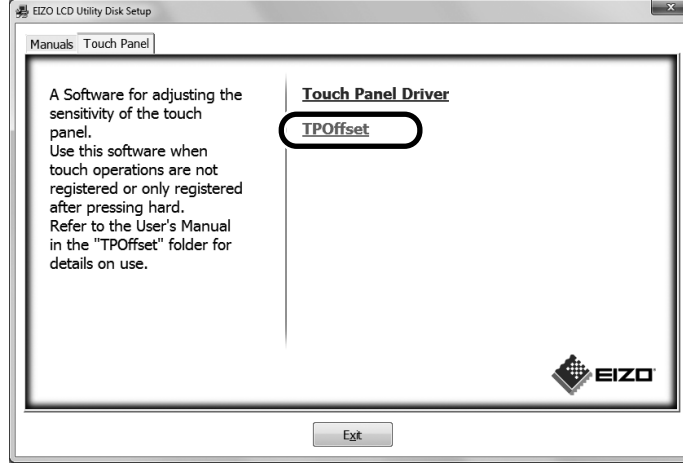 EIZO LCD Utility Disk Setup
Manuals Touch Panel
A Software for adjusting the
sensitivity of the touch
panel.
Use this software when
touch operations are not
registered or only registered
after pressing hard.
Refer to the User's Manual
in the "TPOffset" folder for
details on use.
Touch Panel Driver
TPOffset
EIZO
Exit